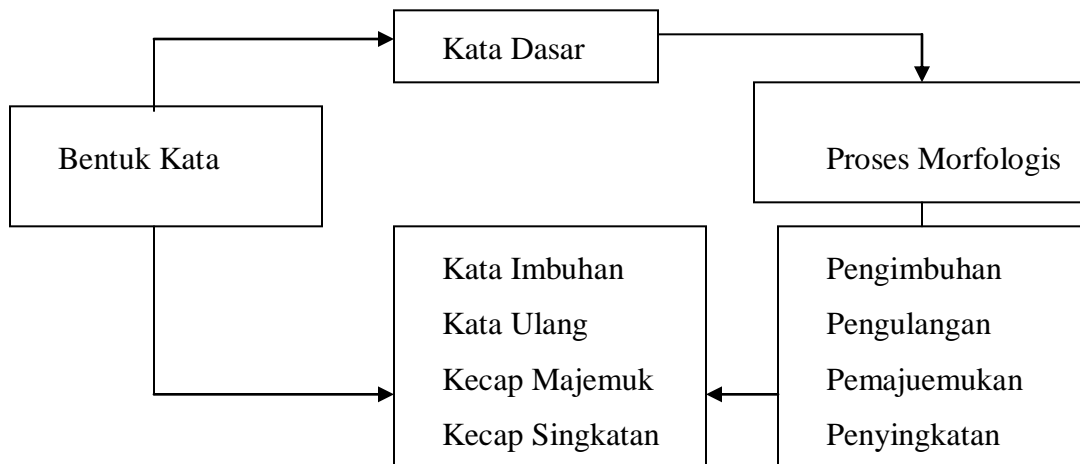 Kata Dasar
Bentuk Kata
Proses Morfologis
Kata Imbuhan
Kata Ulang
Kecap Majemuk
Kecap Singkatan
Pengimbuhan
Pengulangan
Pemajuemukan
Penyingkatan